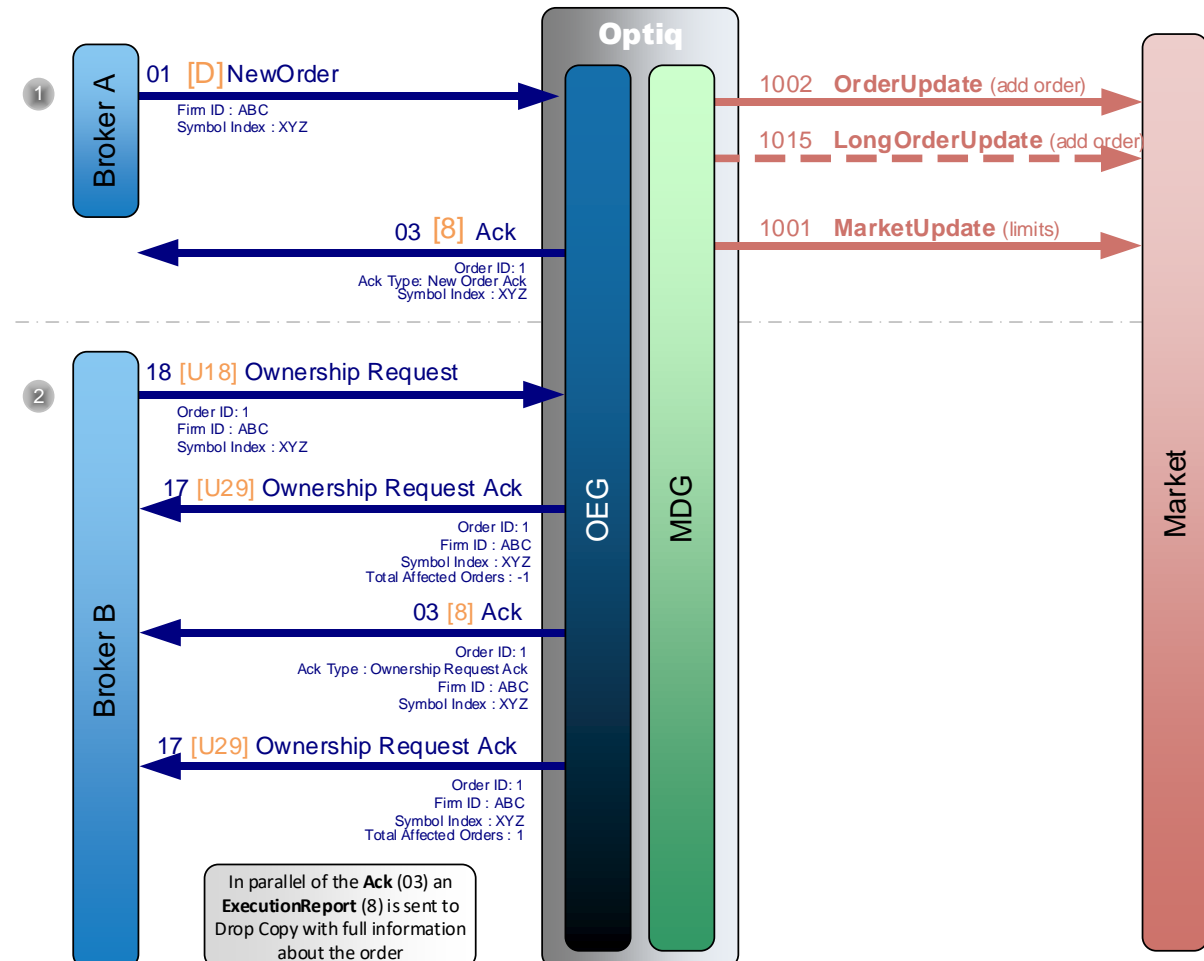 Optiq
1
Broker A
01 [D] NewOrder
Firm ID : ABC
Symbol Index : XYZ
1002 OrderUpdate (add order)
1015 LongOrderUpdate (add order)
03 [8] Ack
Order ID: 1
Ack Type: New Order Ack
Symbol Index : XYZ
1001 MarketUpdate (limits)
2
Broker B
18 [U18] Ownership Request
Order ID: 1
Firm ID : ABC
Symbol Index : XYZ
17 [U29] Ownership Request Ack
Order ID: 1
Firm ID : ABC
Symbol Index : XYZ
Total Affected Orders : -1
03 [8] Ack
Order ID: 1
Ack Type : Ownership Request Ack
Firm ID : ABC
Symbol Index : XYZ
17 [U29] Ownership Request Ack
Order ID: 1
Firm ID : ABC
Symbol Index : XYZ
Total Affected Orders : 1
In parallel of the Ack (03) an
ExecutionReport (8) is sent to
Drop Copy with full information
about the order
OEG
MDG
Market